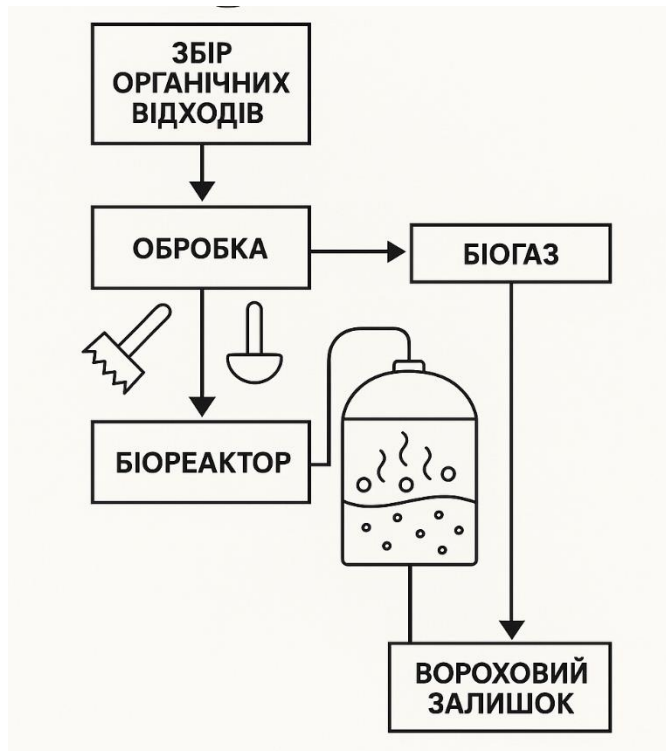 ЗБІР
ОРГАНІЧНИХ
ВІДХОДІВ
ОБРОБКА
БІОГАЗ
БІОРЕАКТОР
ВОРОХОВИЙ
ЗАЛИШОК